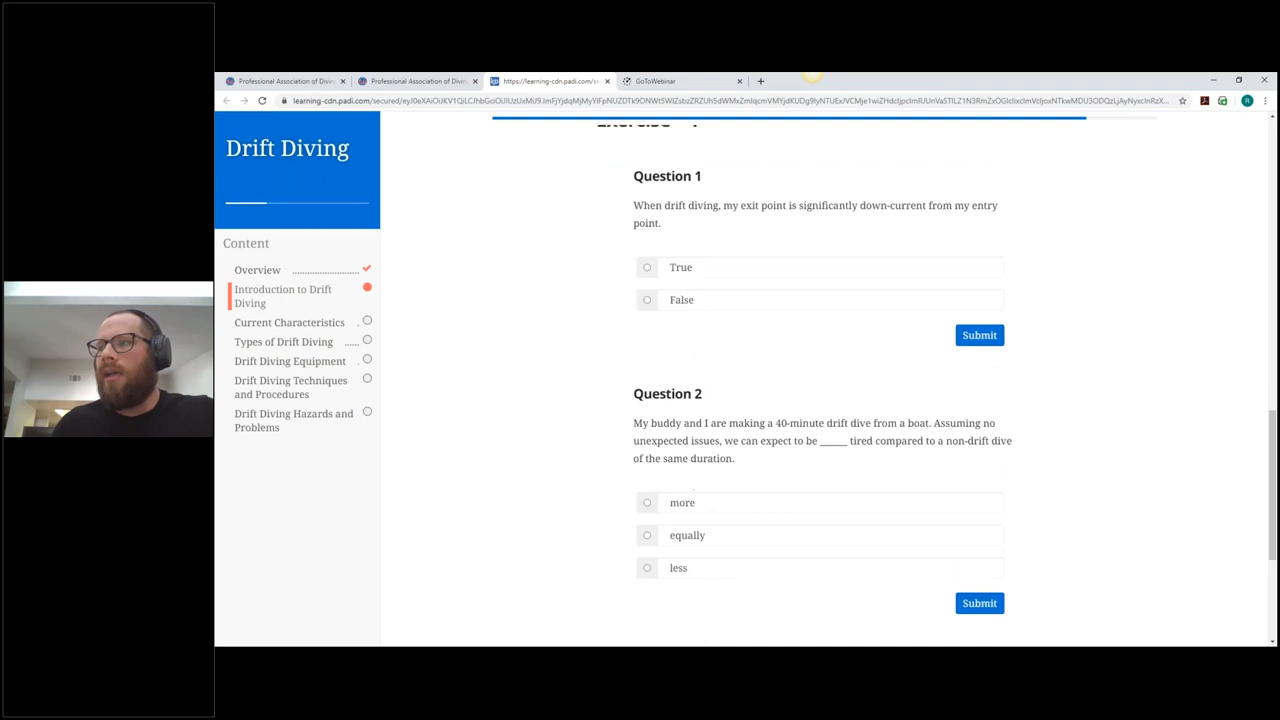 Professional Association of Divin
Professional Association of Divin
https://learning-cdn.padi.com/se
GoToWebinar
Drift Diving
Content
Overview
Introduction to Drift
Diving
Current Characteristics
Types of Drift Diving
Drift Diving Equipment
Drift Diving Techniques
and Procedures
Drift Diving Hazards and
Problems
Question 1
When drift diving, my exit point is significantly down-current from my entry
point.
True
False
Submit
Question 2
My buddy and I are making a 40-minute drift dive from a boat. Assuming no
unexpected issues, we can expect to be ______ tired compared to a non-drift dive
of the same duration.
more
equally
less
Submit